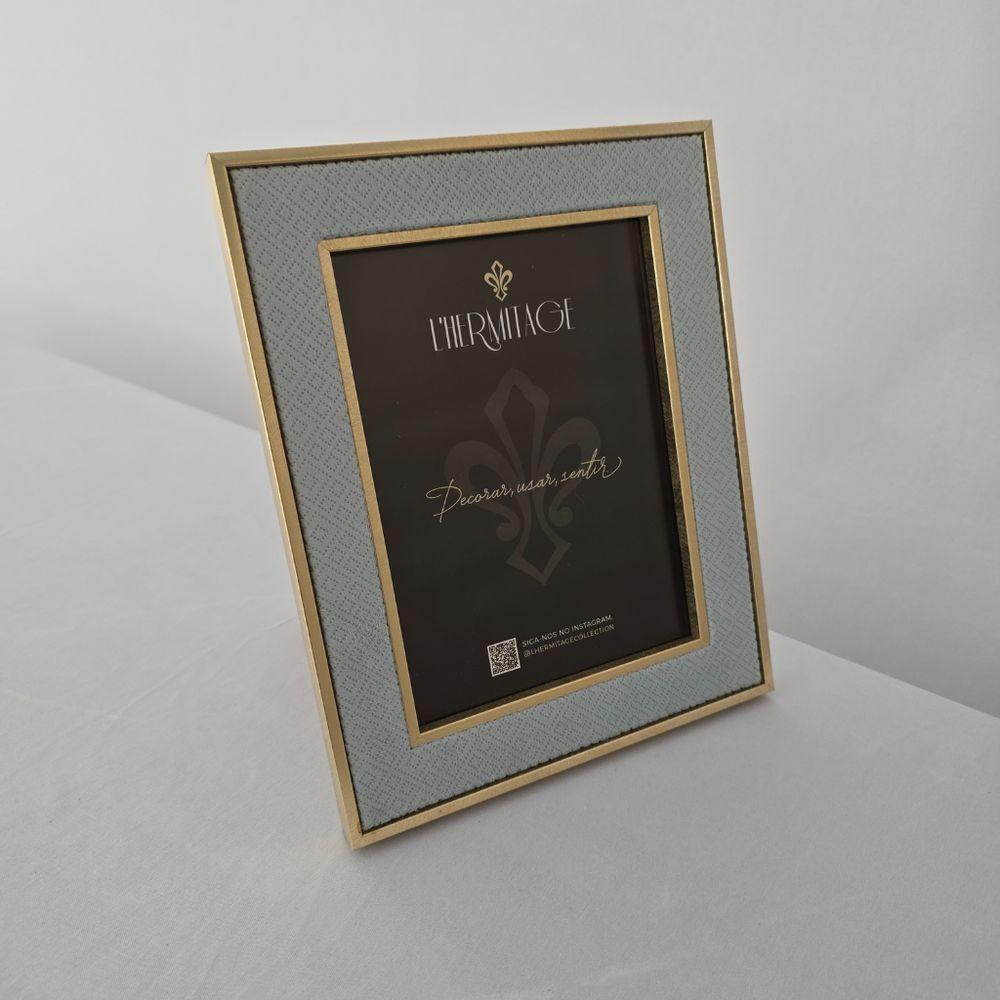 L'HERMITAGE
Decorar, usar, sentir
SIGA-NOS NO INSTAGRAM.
@LHERMITAGECOLLECTION